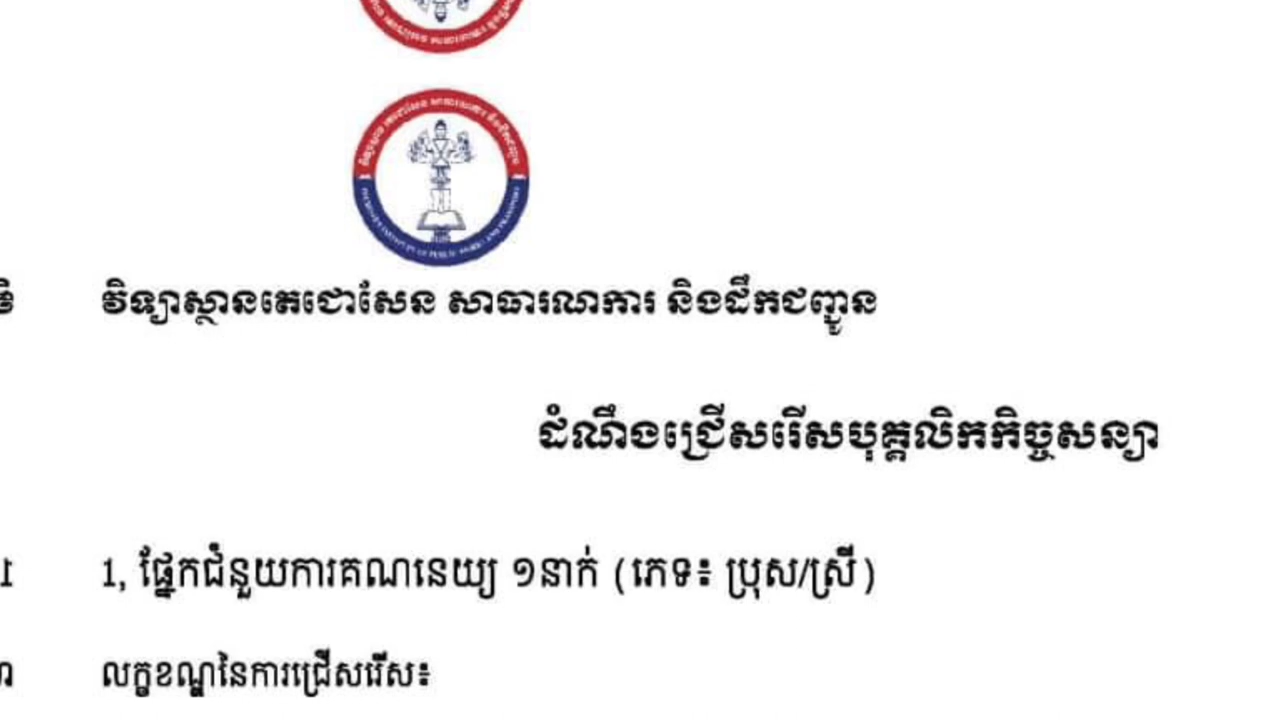 វិទ្យាស្ថានតេជោសែន សាធារណការ និងដឹកជញ្ជូន
ដំណឹងជ្រើសរើសបុគ្គលិកកិច្ចសន្យា
1, ផ្នែកជំនួយការគណនេយ្យ ១នាក់ (ភេទ៖ ប្រុស/ស្រី)
លក្ខខណ្ឌនៃការជ្រើសរើស៖